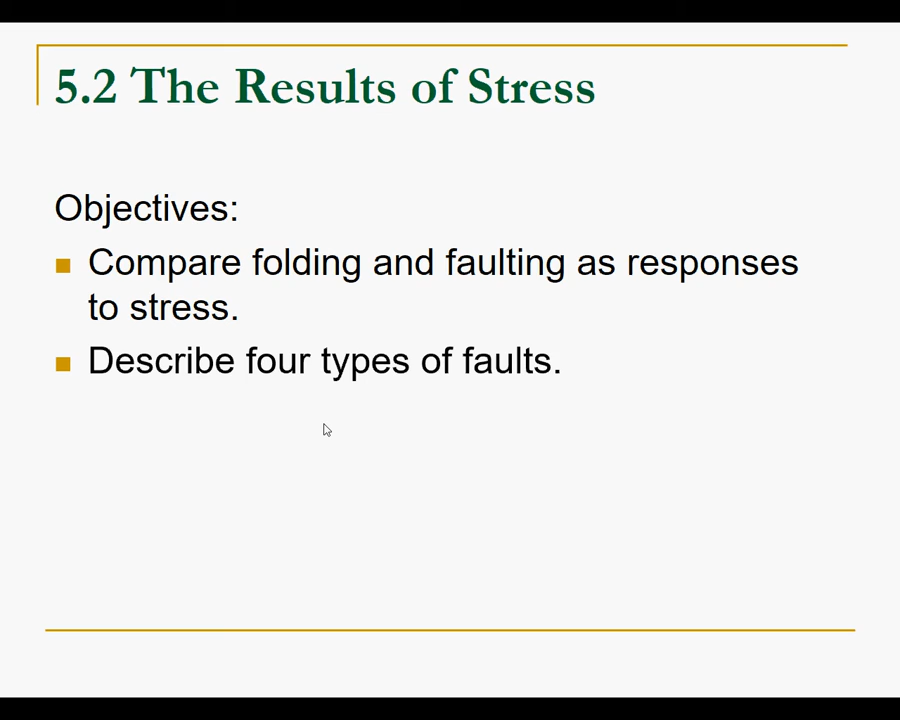 5.2 The Results of Stress
Objectives:
Compare folding and faulting as responses
to stress.
Describe four types of faults.